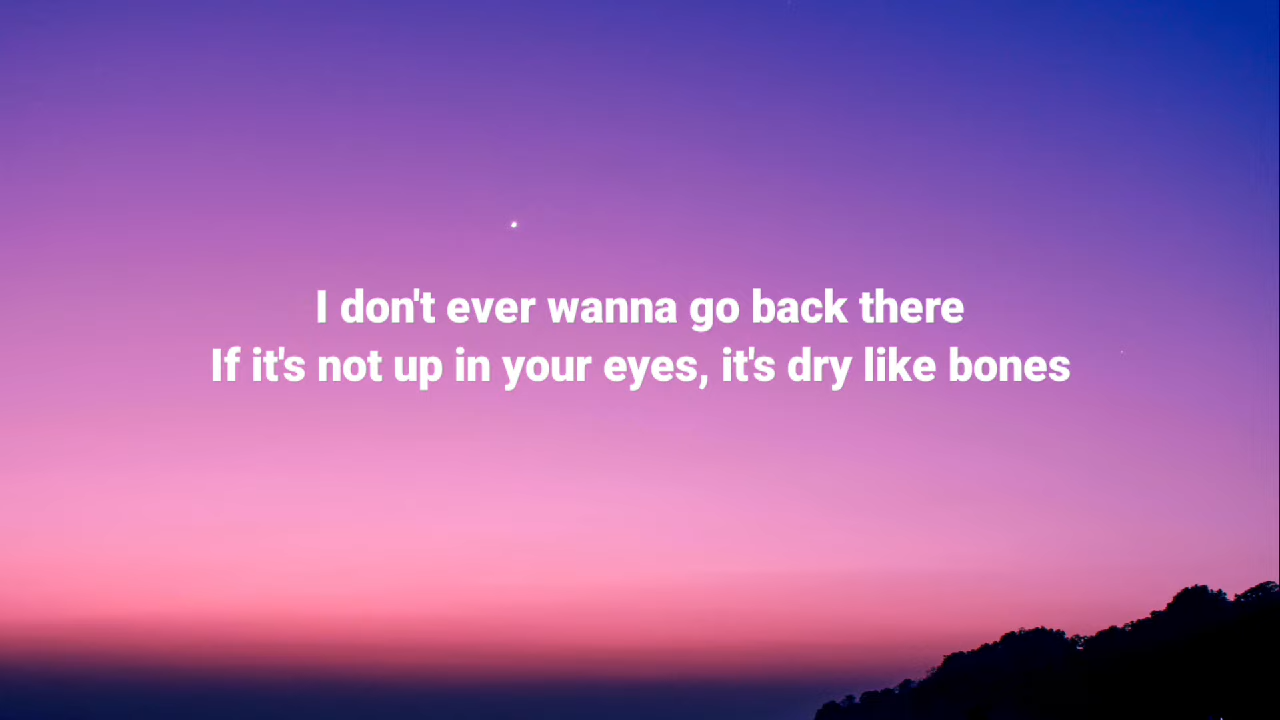 I don't ever wanna go back there
If it's not up in your eyes, it's dry like bones